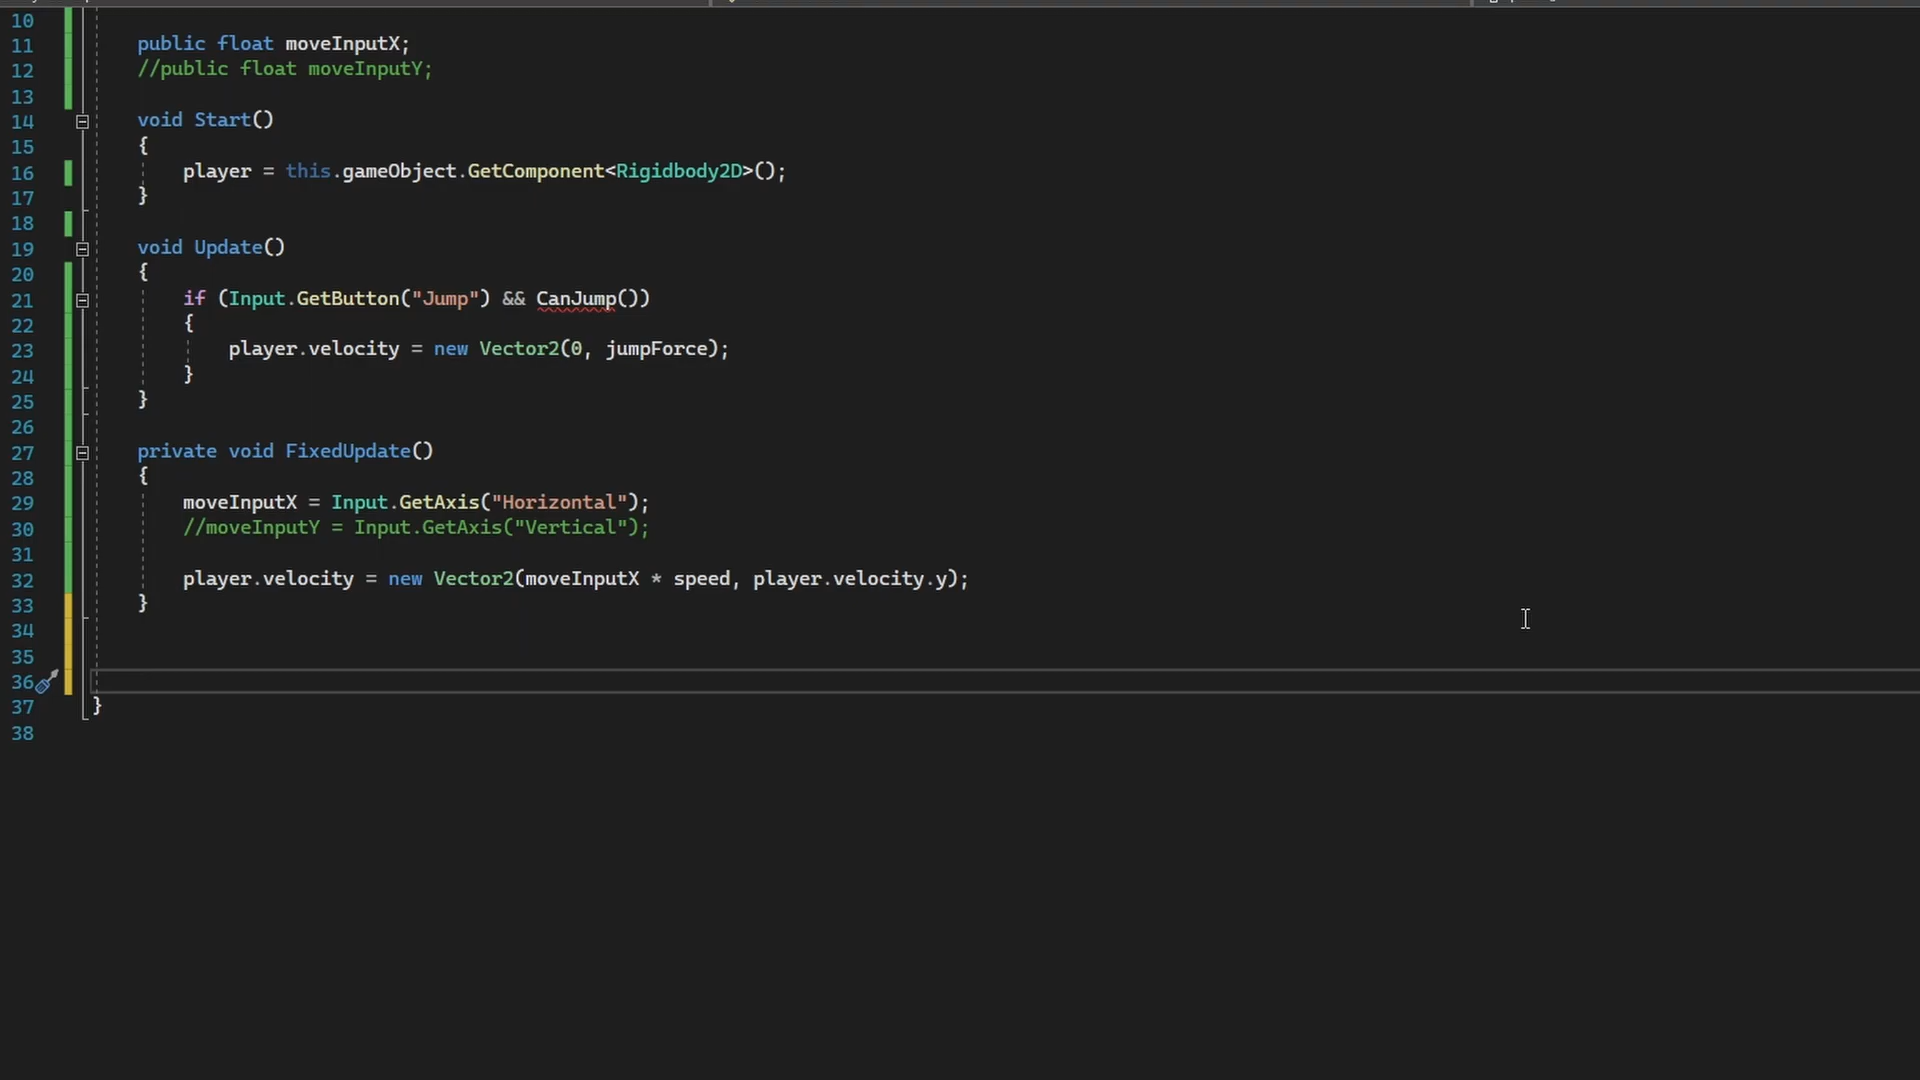 10
11 public float moveInputX;
12 //public float moveInputY;
13
14 void Start()
15 {
16 player = this.gameObject.GetComponent<Rigidbody2D>();
17 }
18
19 void Update()
20 {
21 if (Input.GetButton("Jump") && CanJump())
22 {
23 player.velocity = new Vector2(0, jumpForce);
24 }
25 }
26
27 private void FixedUpdate()
28 {
29 moveInputX = Input.GetAxis("Horizontal");
30 //moveInputY = Input.GetAxis("Vertical");
31
32 player.velocity = new Vector2(moveInputX * speed, player.velocity.y);
33 }
34
35
36
37 }
38